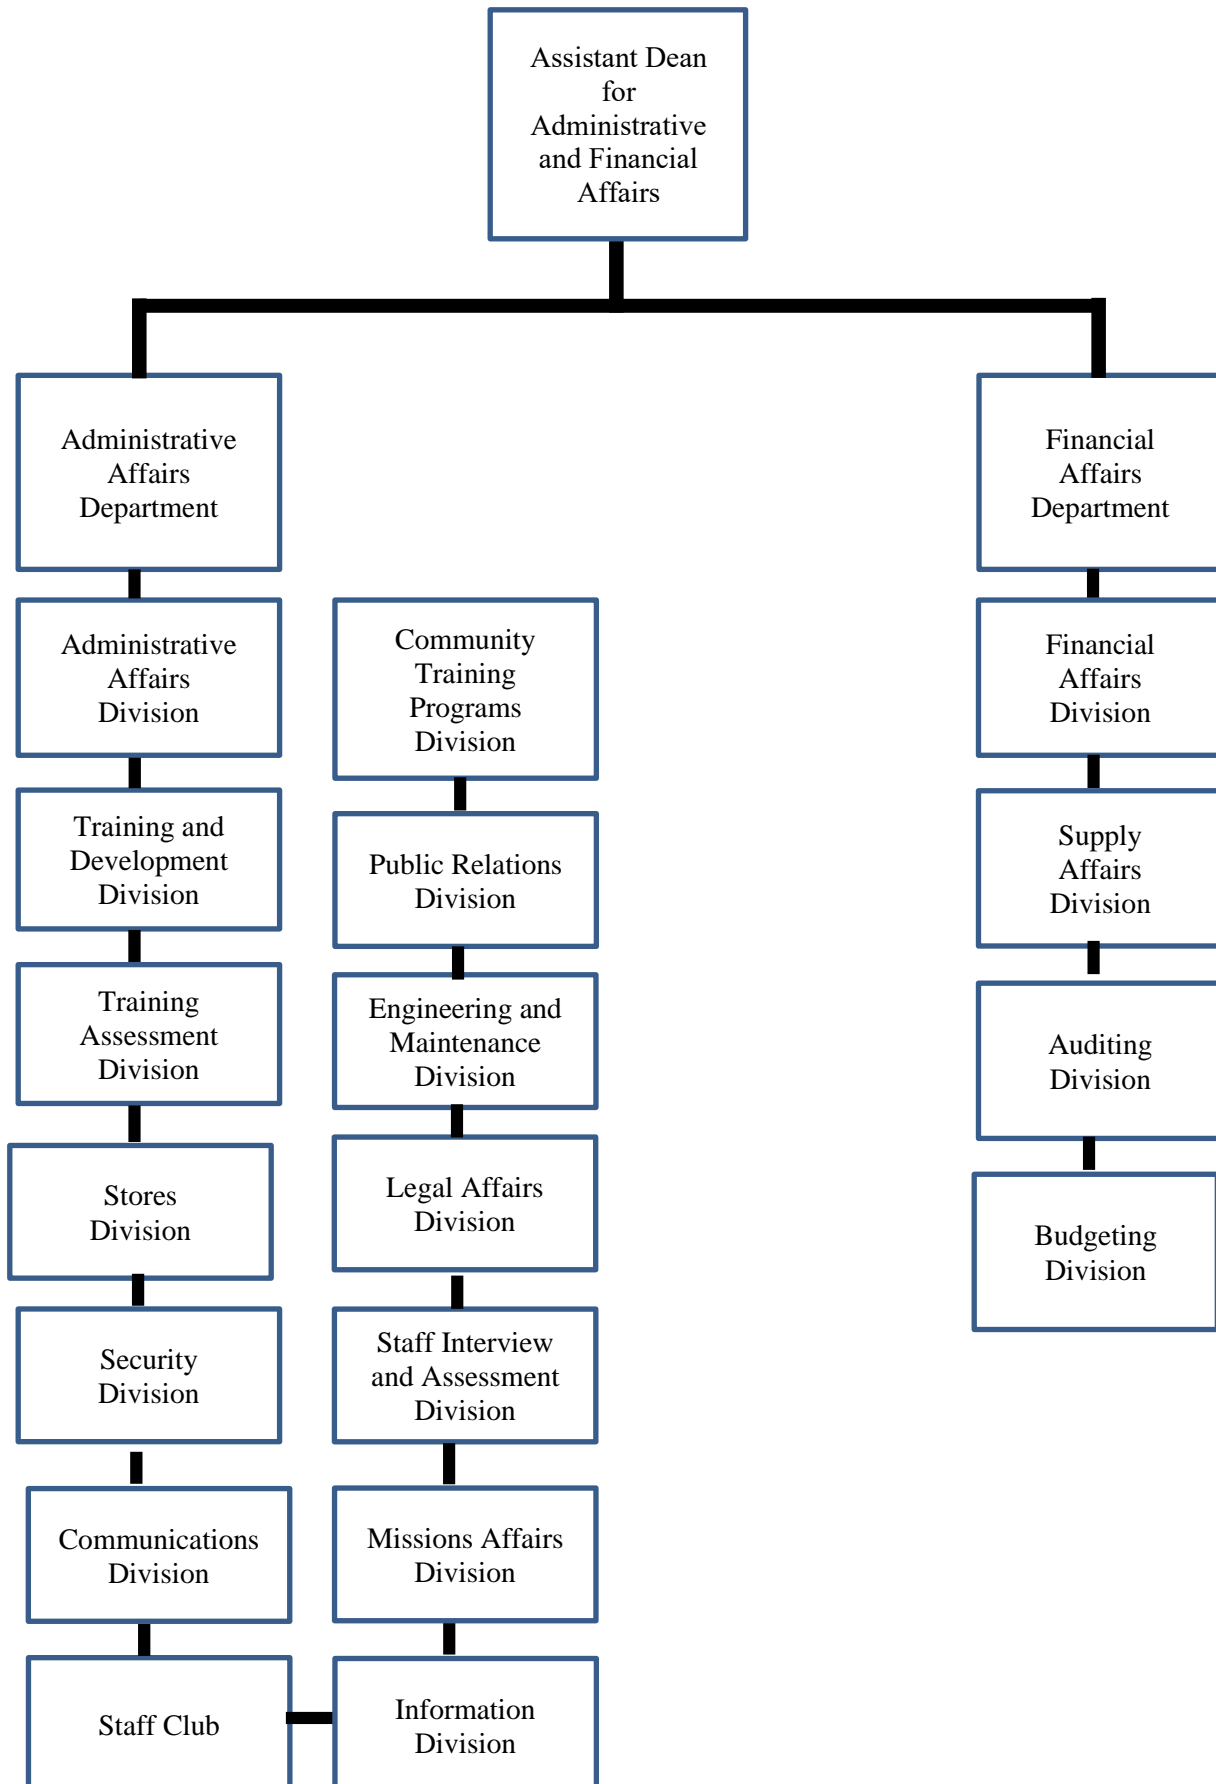 Assistant Dean
for
Administrative
and Financial
Affairs
Administrative
Affairs
Department
Financial
Affairs
Department
Administrative
Affairs
Division
Community
Training
Programs
Division
Financial
Affairs
Division
Training and
Development
Division
Public Relations
Division
Supply
Affairs
Division
Training
Assessment
Division
Engineering and
Maintenance
Division
Auditing
Division
Stores
Division
Legal Affairs
Division
Budgeting
Division
Security
Division
Staff Interview
and Assessment
Division
Communications
Division
Missions Affairs
Division
Staff Club
Information
Division